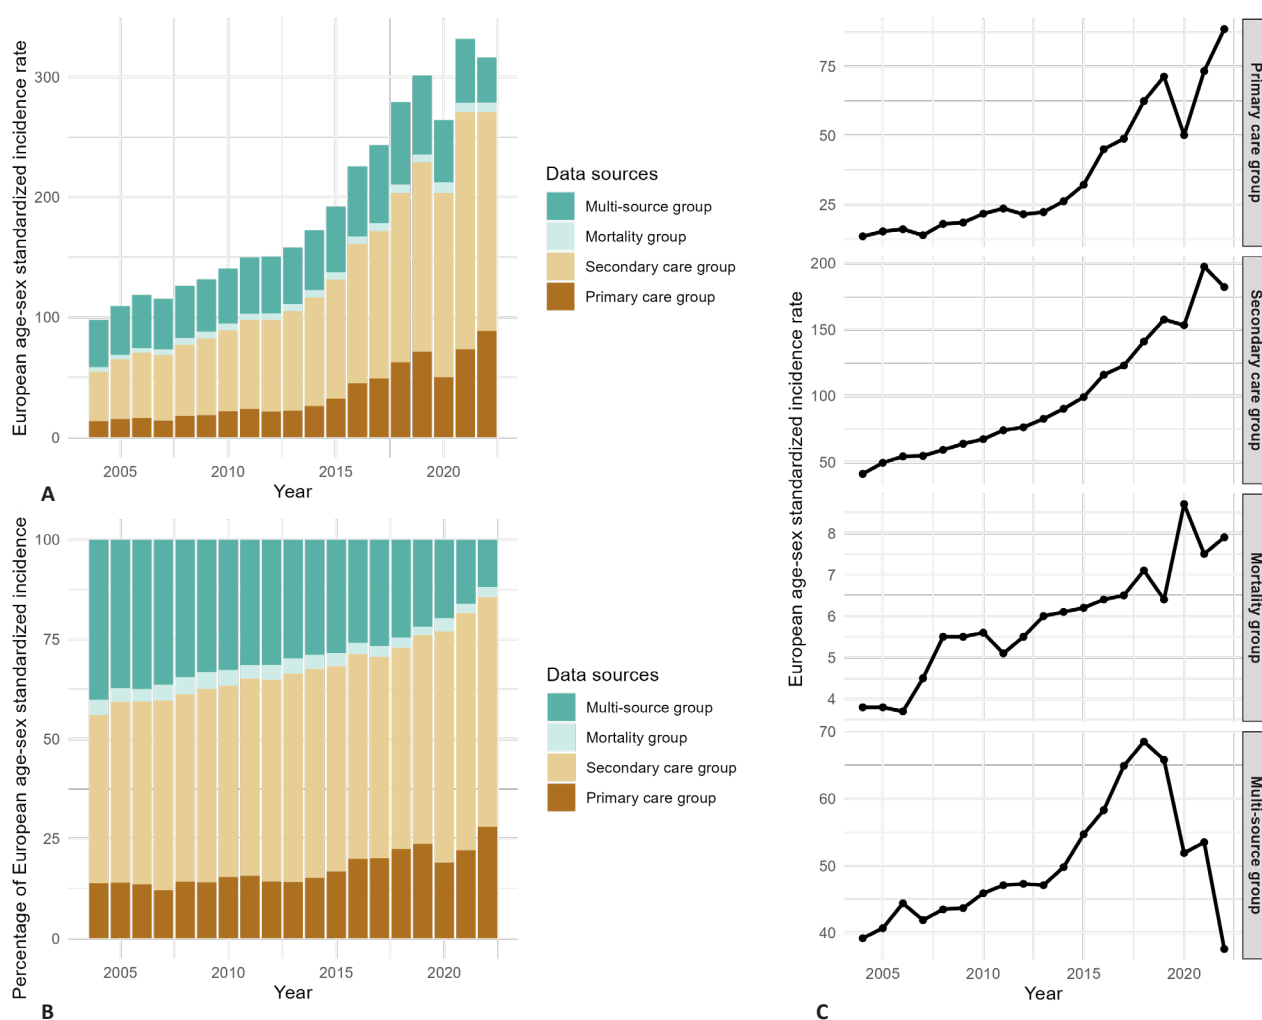 European age-sex standardized incidence rate
300
200
100
0
2005
2010
2015
2020
Year
A
Data sources
Multi-source group
Mortality group
Secondary care group
Primary care group
Percentage of European age-sex standardized incidence
100
75
50
25
0
2005
2010
2015
2020
Year
B
Data sources
Multi-source group
Mortality group
Secondary care group
Primary care group
European age-sex standardized incidence rate
75
50
25
Primary care group
200
150
100
50
Secondary care group
8
7
6
5
4
Mortality group
70
60
50
40
Multi-source group
2005
2010
2015
2020
Year
C